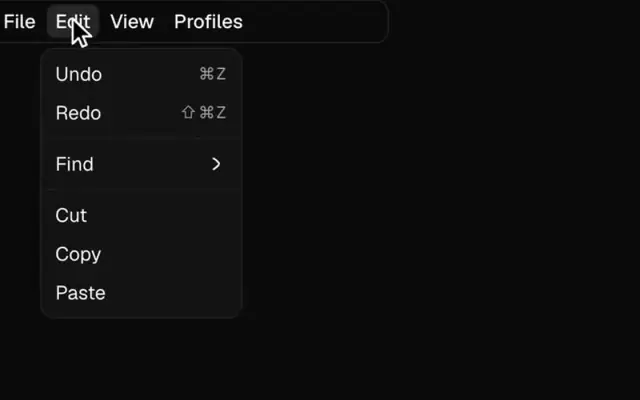 File Edit View Profiles
Undo ⌘Z
Redo ⇧⌘Z
Find
Cut
Copy
Paste